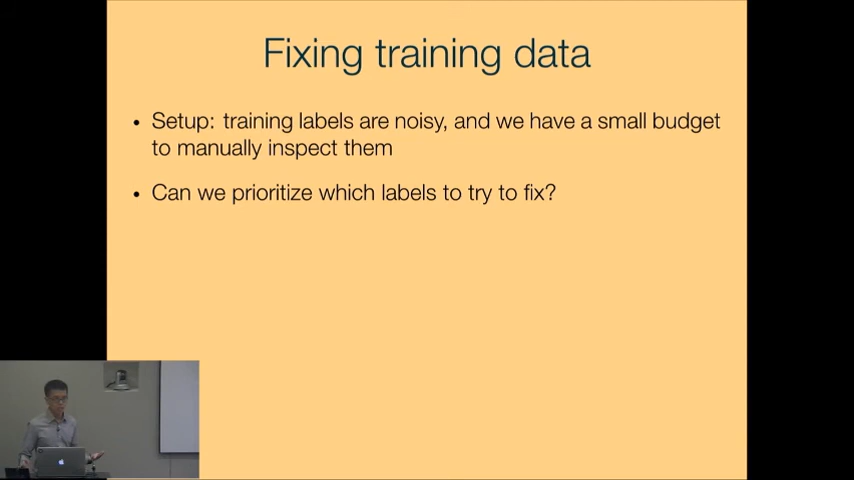 Fixing training data
• Setup: training labels are noisy, and we have a small budget
to manually inspect them
• Can we prioritize which labels to try to fix?